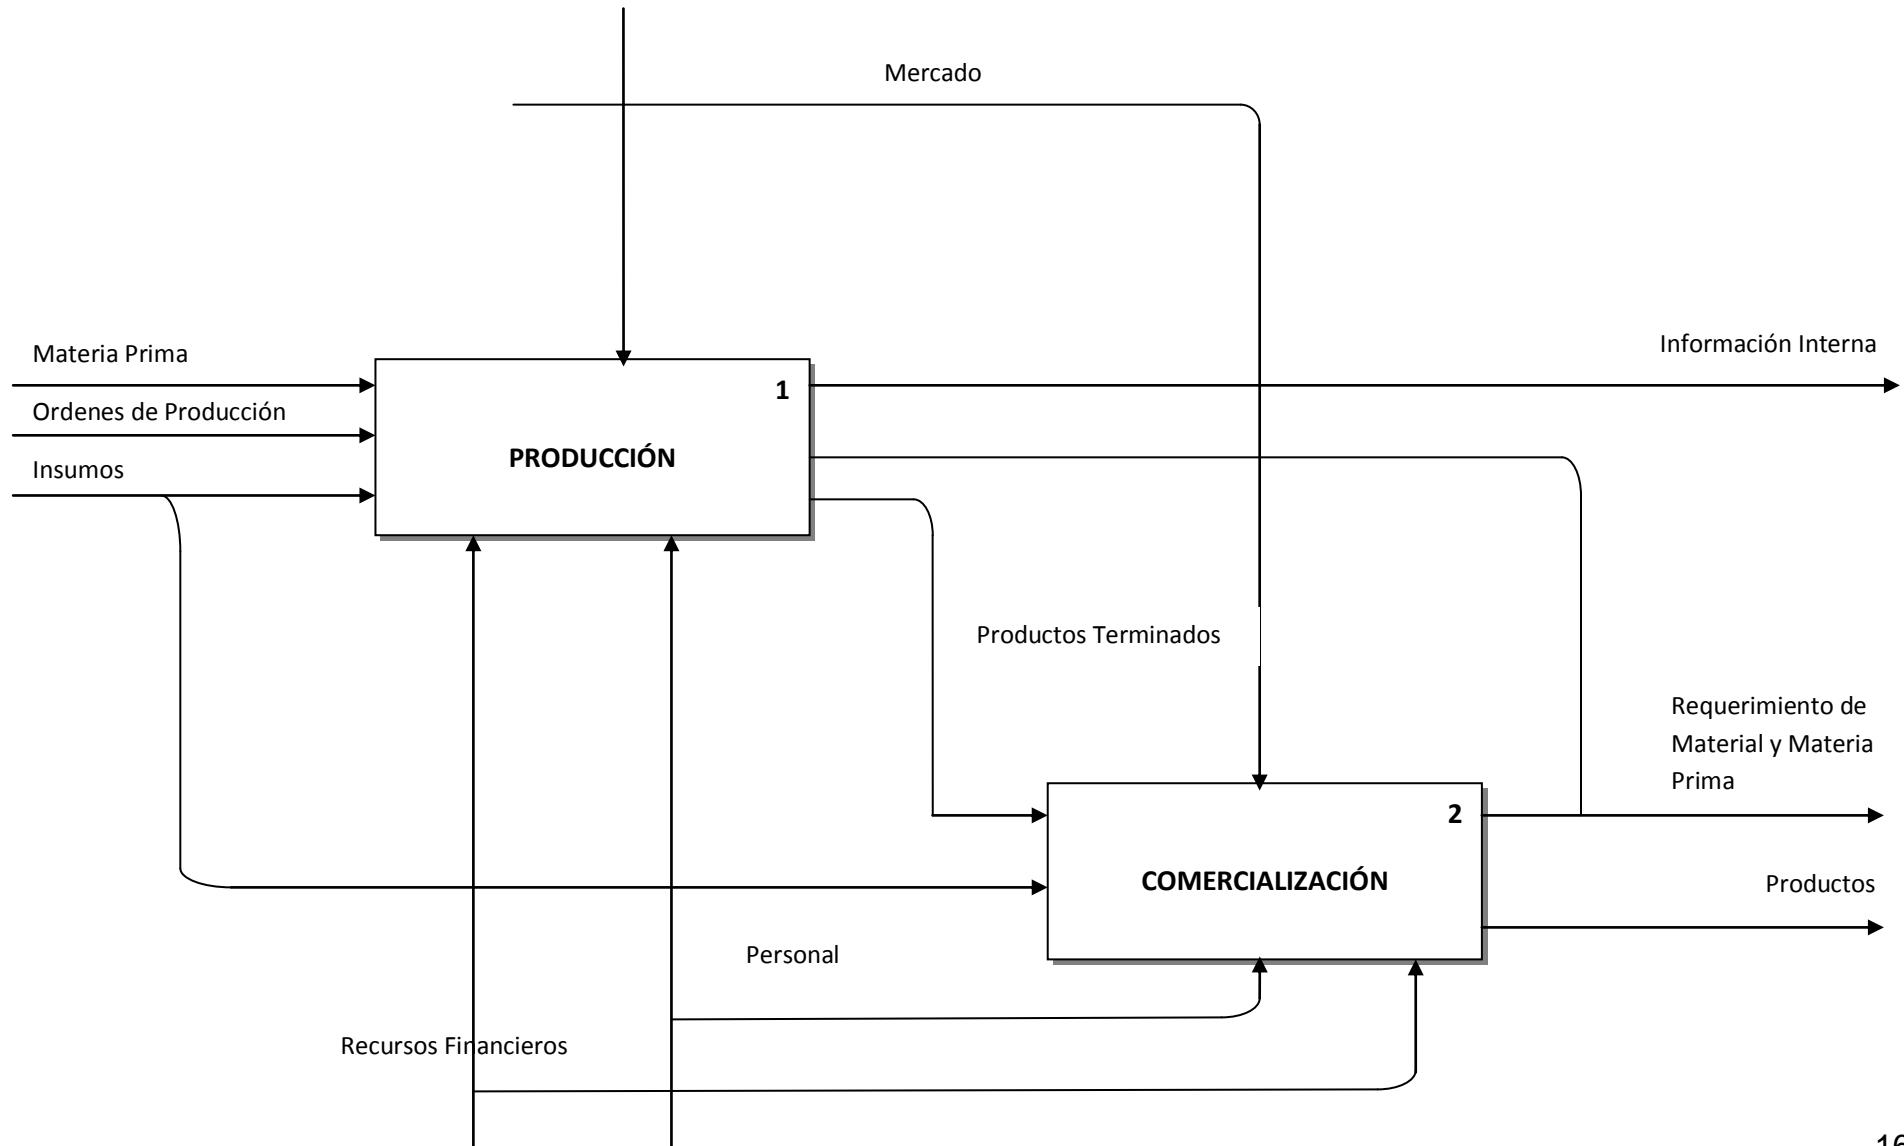 Mercado
Materia Prima
Información Interna
1
Ordenes de Producción
PRODUCCIÓN
Insumos
Productos Terminados
Requerimiento de
Material y Materia
Prima
2
COMERCIALIZACIÓN
Productos
Personal
Recursos Financieros
16